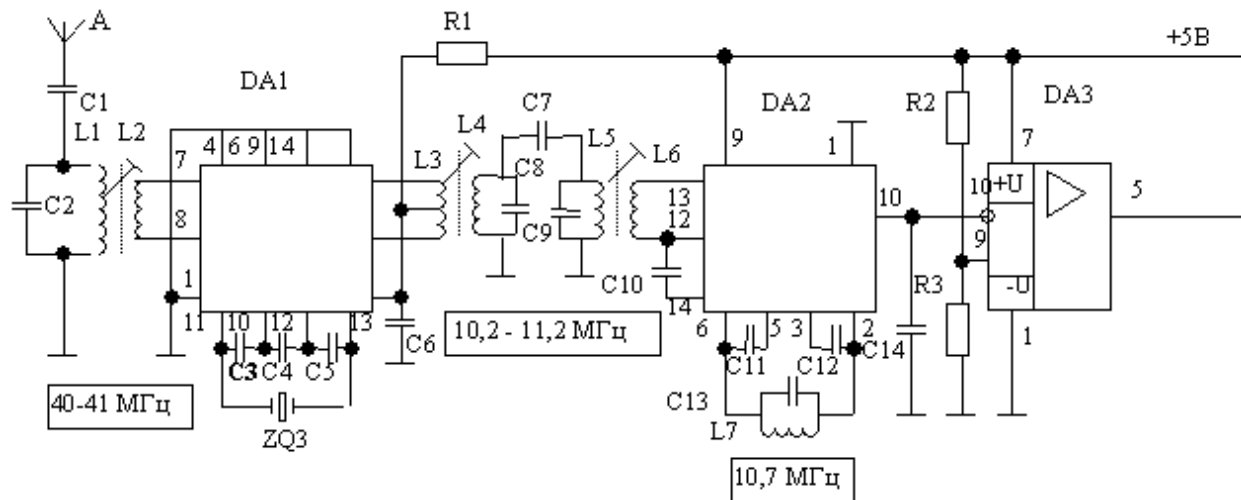 A
R1
+5В
C1
DA1
DA2
R2
DA3
L1
L2
C7
L4
L5
L6
L3
C8
C9
C2
4
6
9
14
7
8
1
11
10
12
13
9
1
7
13
12
14
10
10
+U
9
-U
5
1
R3
C10
C6
10,2 - 11,2 МГц
6
5
3
2
C3
C4
C5
C11
C12
C14
40-41 МГц
ZQ3
C13
L7
10,7 МГц